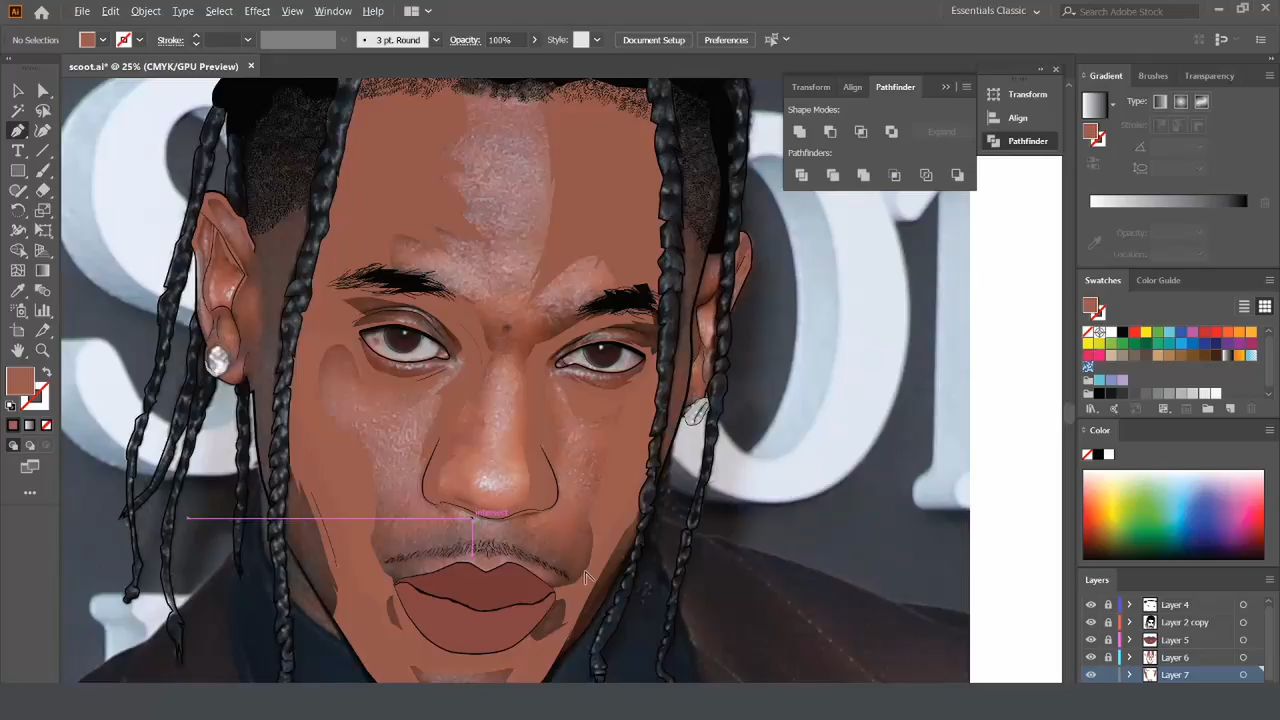 Ai File Edit Object Type Select Effect View Window Help Essentials Classic Search Adobe Stock
No Selection Stroke: 3 pt. Round Opacity: 100% Style: Document Setup Preferences
scoot.ai* @ 25% (CMYK/GPU Preview)
Transform Align Pathfinder
Shape Modes:
Expand
Pathfinders:
Transform
Align
Pathfinder
Gradient Brushes Transparency
Type:
Stroke:
Opacity:
Location:
Swatches Color Guide
Color
Layers
Layer 4
Layer 2 copy
Layer 5
Layer 6
Layer 7
intersect